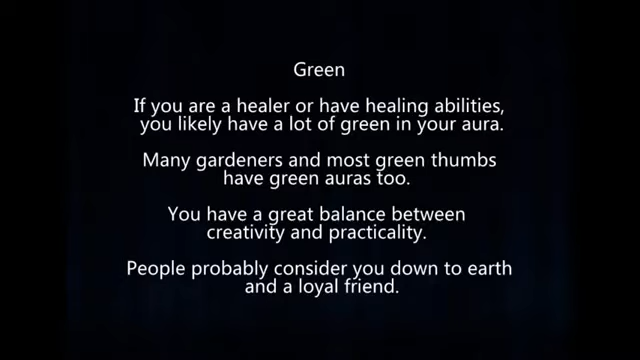 Green
If you are a healer or have healing abilities,
you likely have a lot of green in your aura.
Many gardeners and most green thumbs
have green auras too.
You have a great balance between
creativity and practicality.
People probably consider you down to earth
and a loyal friend.